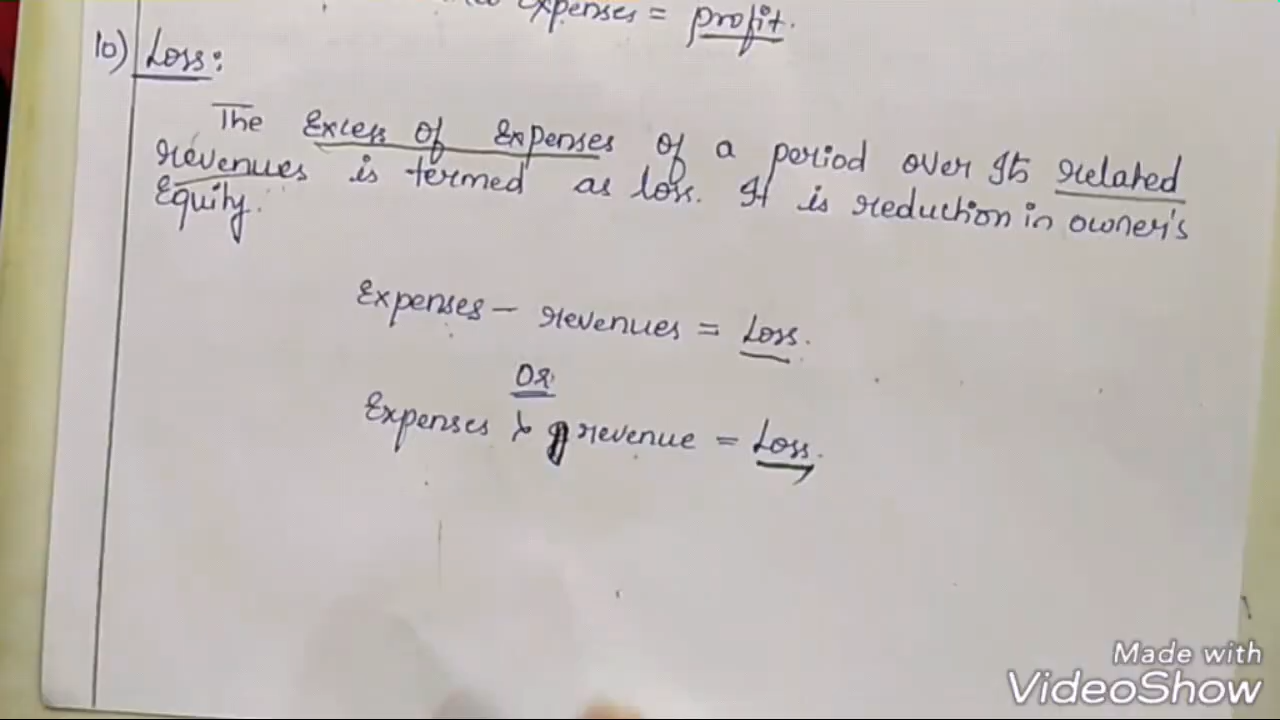 Expenses = profit.
10) Loss:
The Excess of Expenses of a period over Its related
revenues is termed as loss. It is reduction in owner's
Equity.
Expenses - revenues = Loss.
Or
Expenses > revenue = Loss.
Made with
VideoShow